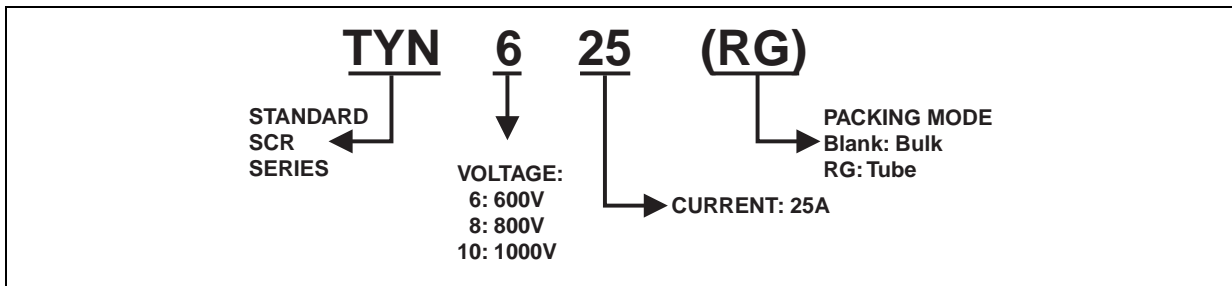 TYN 6 25 (RG)
STANDARD
SCR
SERIES
VOLTAGE:
6: 600V
8: 800V
10: 1000V
CURRENT: 25A
PACKING MODE
Blank: Bulk
RG: Tube